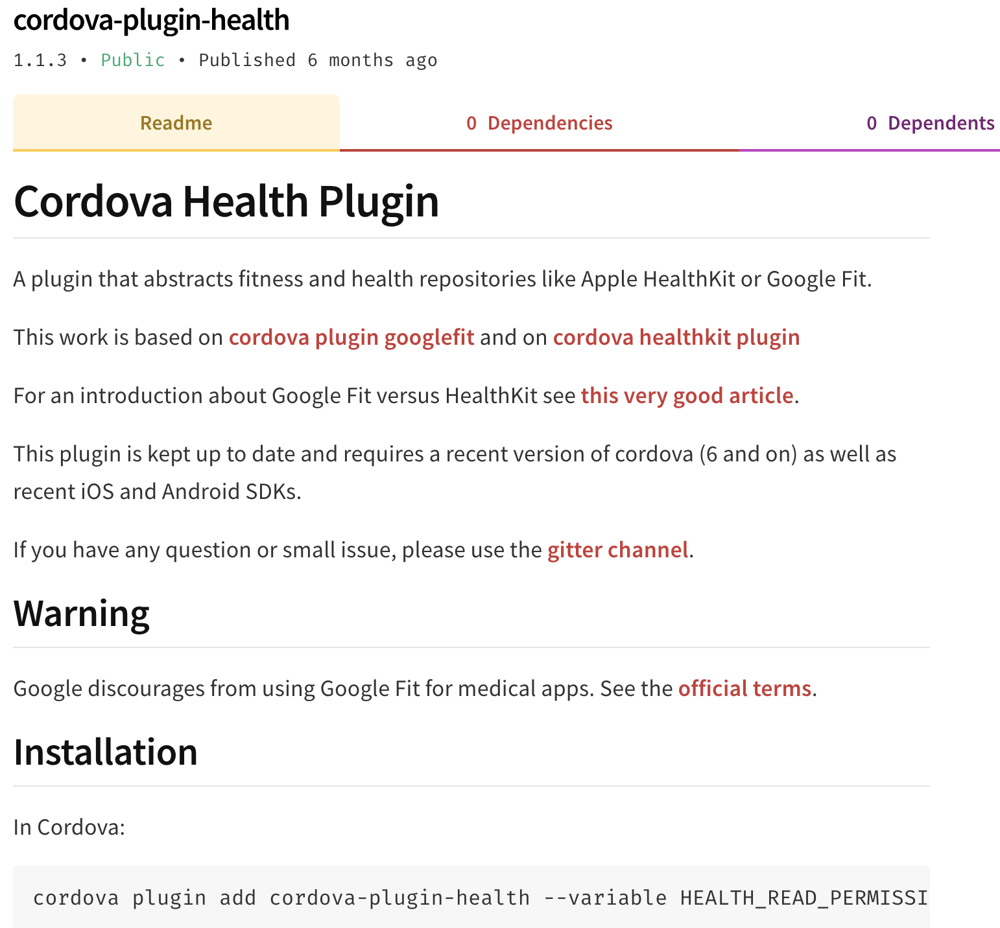 cordova-plugin-health
1.1.3 • Public • Published 6 months ago
Readme
0 Dependencies
0 Dependents
Cordova Health Plugin
A plugin that abstracts fitness and health repositories like Apple HealthKit or Google Fit.
This work is based on cordova plugin googlefit and on cordova healthkit plugin
For an introduction about Google Fit versus HealthKit see this very good article.
This plugin is kept up to date and requires a recent version of cordova (6 and on) as well as
recent iOS and Android SDKs.
If you have any question or small issue, please use the gitter channel.
Warning
Google discourages from using Google Fit for medical apps. See the official terms.
Installation
In Cordova:
cordova plugin add cordova-plugin-health --variable HEALTH_READ_PERMISSI